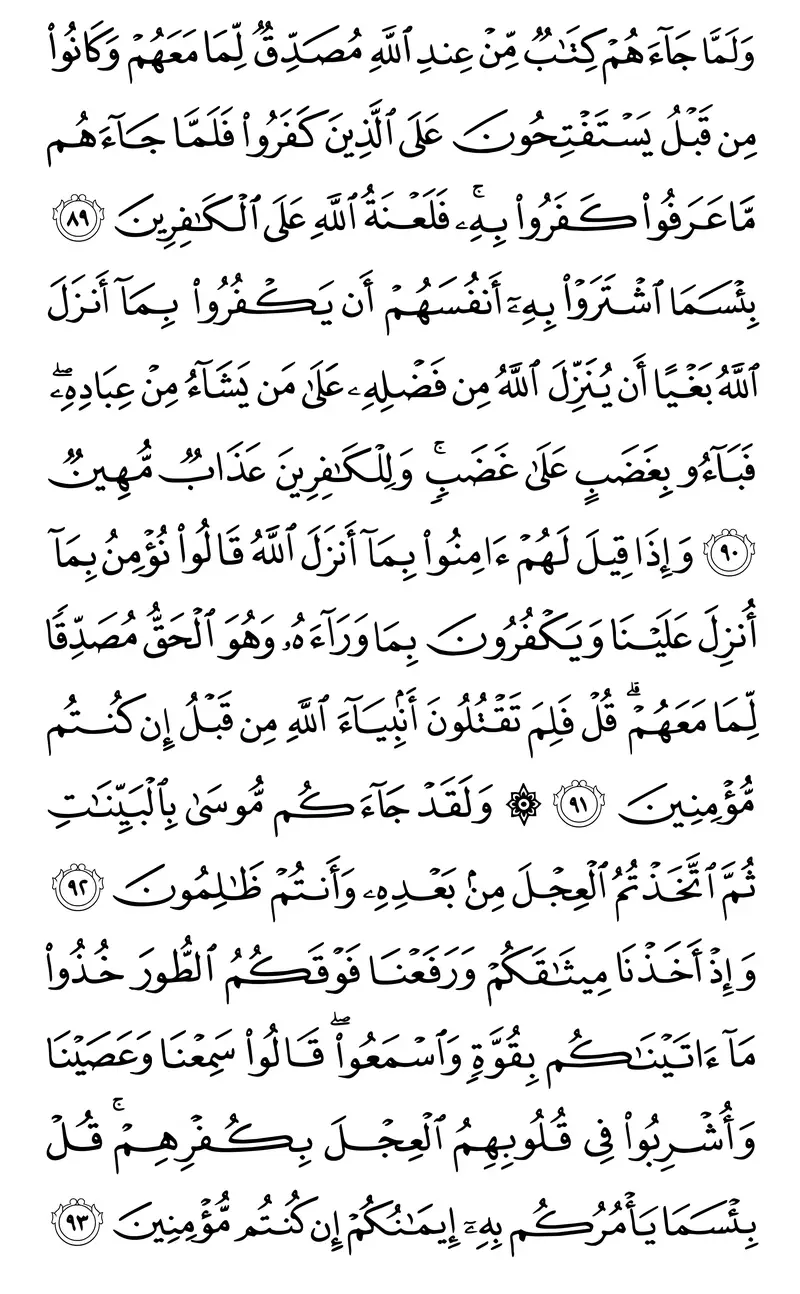 وَلَمَّا جَآءَهُمْ كِتَٰبٌ مِّنْ عِندِ ٱللَّهِ مُصَدِّقٌ لِّمَا مَعَهُمْ وَكَانُوا۟
مِن قَبْلُ يَسْتَفْتِحُونَ عَلَى ٱلَّذِينَ كَفَرُوا۟ فَلَمَّا جَآءَهُم
مَّا عَرَفُوا۟ كَفَرُوا۟ بِهِۦ ۚ فَلَعْنَةُ ٱللَّهِ عَلَى ٱلْكَٰفِرِينَ ٨٩
بِئْسَمَا ٱشْتَرَوْا۟ بِهِۦٓ أَنفُسَهُمْ أَن يَكْفُرُوا۟ بِمَآ أَنزَلَ
ٱللَّهُ بَغْيًا أَن يُنَزِّلَ ٱللَّهُ مِن فَضْلِهِۦ عَلَىٰ مَن يَشَآءُ مِنْ عِبَادِهِۦ ۖ
فَبَآءُو بِغَضَبٍ عَلَىٰ غَضَبٍ ۚ وَلِلْكَٰفِرِينَ عَذَابٌ مُّهِينٌ
٩٠ وَإِذَا قِيلَ لَهُمْ ءَامِنُوا۟ بِمَآ أَنزَلَ ٱللَّهُ قَالُوا۟ نُؤْمِنُ بِمَآ
أُنزِلَ عَلَيْنَا وَيَكْفُرُونَ بِمَا وَرَآءَهُۥ وَهُوَ ٱلْحَقُّ مُصَدِّقًا
لِّمَا مَعَهُمْ ۗ قُلْ فَلِمَ تَقْتُلُونَ أَنۢبِيَآءَ ٱللَّهِ مِن قَبْلُ إِن كُنتُم
مُّؤْمِنِينَ ٩١ ۞ وَلَقَدْ جَآءَكُم مُّوسَىٰ بِٱلْبَيِّنَٰتِ
ثُمَّ ٱتَّخَذْتُمُ ٱلْعِجْلَ مِنۢ بَعْدِهِۦ وَأَنتُمْ ظَٰلِمُونَ ٩٢
وَإِذْ أَخَذْنَا مِيثَٰقَكُمْ وَرَفَعْنَا فَوْقَكُمُ ٱلطُّورَ خُذُوا۟
مَآ ءَاتَيْنَٰكُم بِقُوَّةٍ وَٱسْمَعُوا۟ ۖ قَالُوا۟ سَمِعْنَا وَعَصَيْنَا
وَأُشْرِبُوا۟ فِى قُلُوبِهِمُ ٱلْعِجْلَ بِكُفْرِهِمْ ۚ قُلْ
بِئْسَمَا يَأْمُرُكُم بِهِۦٓ إِيمَٰنُكُمْ إِن كُنتُم مُّؤْمِنِينَ ٩٣